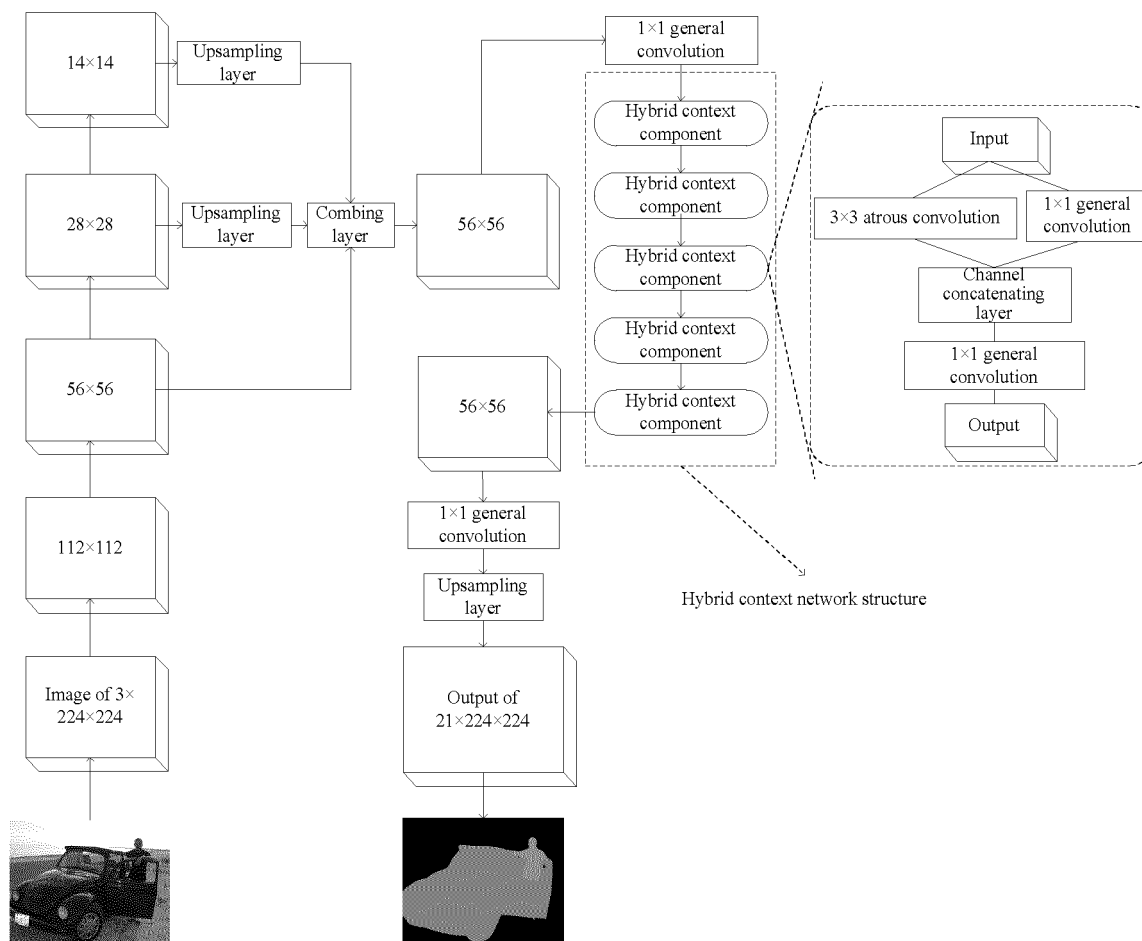 14×14
Upsampling
layer
28×28
Upsampling
layer
Combing
layer
56×56
56×56
112×112
Image of 3×
224×224
1×1 general
convolution
Hybrid context
component
Hybrid context
component
Hybrid context
component
Hybrid context
component
Hybrid context
component
Input
3×3 atrous convolution
1×1 general
convolution
Channel
concatenating
layer
1×1 general
convolution
Output
56×56
1×1 general
convolution
Upsampling
layer
Output of
21×224×224
Hybrid context network structure